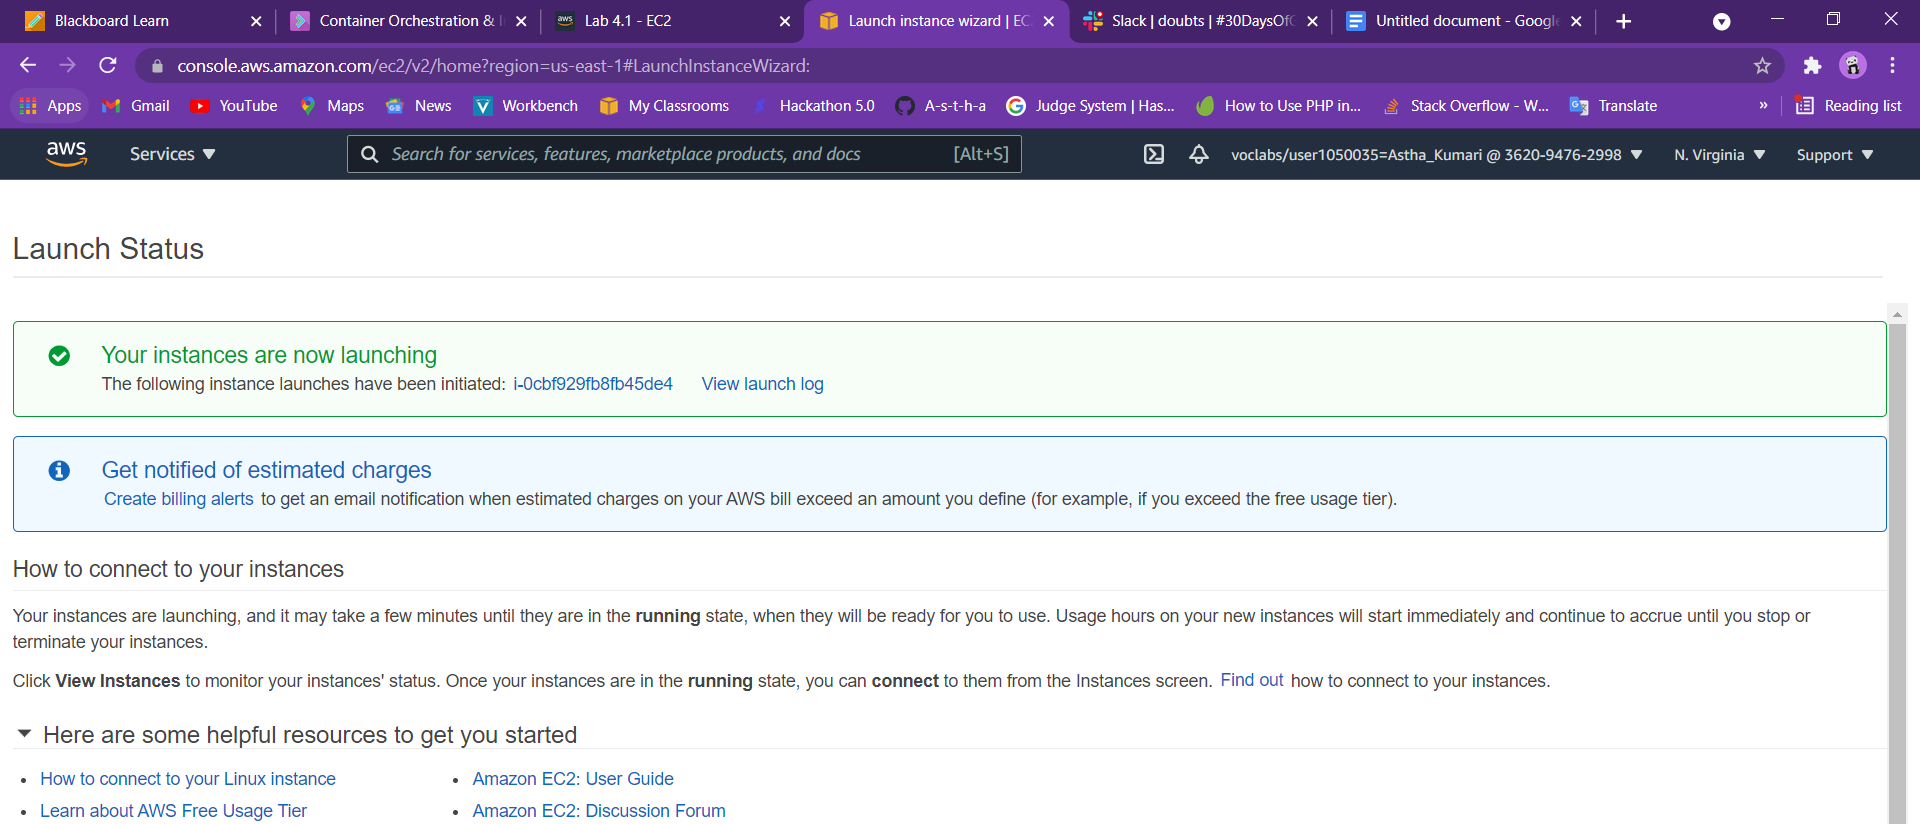 Blackboard Learn
Container Orchestration & I
Lab 4.1 - EC2
Launch instance wizard | EC
Slack | doubts | #30DaysOfC
Untitled document - Google
console.aws.amazon.com/ec2/v2/home?region=us-east-1#LaunchInstanceWizard:
Apps
Gmail
YouTube
Maps
News
Workbench
My Classrooms
Hackathon 5.0
A-s-t-h-a
Judge System | Has...
How to Use PHP in...
Stack Overflow - W...
Translate
»
Reading list
aws
Services
Search for services, features, marketplace products, and docs
[Alt+S]
voclabs/user1050035=Astha_Kumari @ 3620-9476-2998
N. Virginia
Support
Launch Status
Your instances are now launching
The following instance launches have been initiated: i-0cbf929fb8fb45de4 View launch log
Get notified of estimated charges
Create billing alerts to get an email notification when estimated charges on your AWS bill exceed an amount you define (for example, if you exceed the free usage tier).
How to connect to your instances
Your instances are launching, and it may take a few minutes until they are in the running state, when they will be ready for you to use. Usage hours on your new instances will start immediately and continue to accrue until you stop or
terminate your instances.
Click View Instances to monitor your instances' status. Once your instances are in the running state, you can connect to them from the Instances screen. Find out how to connect to your instances.
Here are some helpful resources to get you started
• How to connect to your Linux instance
• Amazon EC2: User Guide
• Learn about AWS Free Usage Tier
• Amazon EC2: Discussion Forum